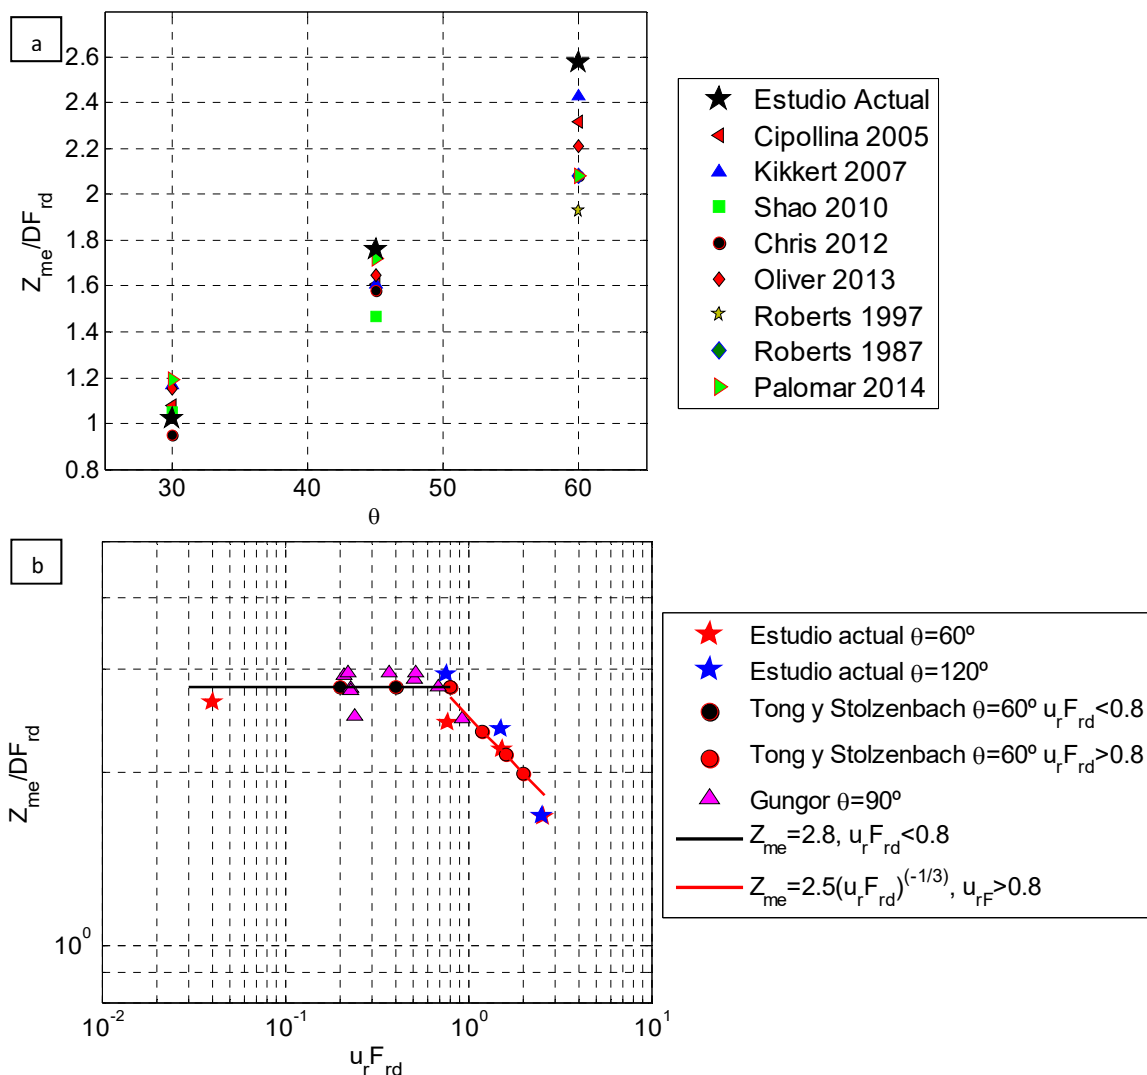 a
2.6
2.4
2.2
2
1.8
1.6
1.4
1.2
1
0.8
Z_me/DF_rd
30
40
50
60
θ
Estudio Actual
Cipollina 2005
Kikkert 2007
Shao 2010
Chris 2012
Oliver 2013
Roberts 1997
Roberts 1987
Palomar 2014
b
Z_me/DF_rd
10^0
10^-2
10^-1
10^0
10^1
u_rF_rd
Estudio actual θ=60º
Estudio actual θ=120º
Tong y Stolzenbach θ=60º u_rF_rd<0.8
Tong y Stolzenbach θ=60º u_rF_rd>0.8
Gungor θ=90º
Z_me=2.8, u_rF_rd<0.8
Z_me=2.5(u_rF_rd)^(-1/3), u_rF>0.8